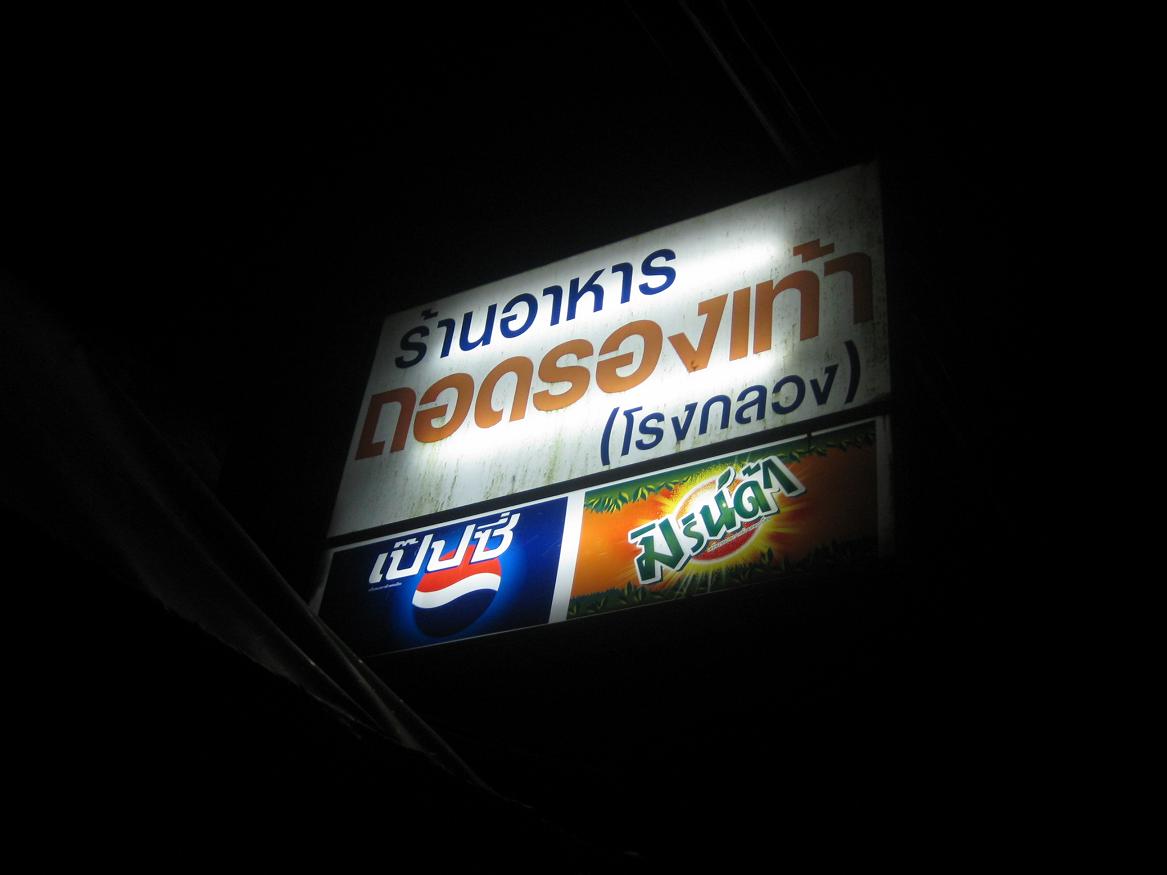 ร้านอาหาร
ถอดรองเท้า
(โรงกลวง)
เป๊ปซี่
มิรินด้า